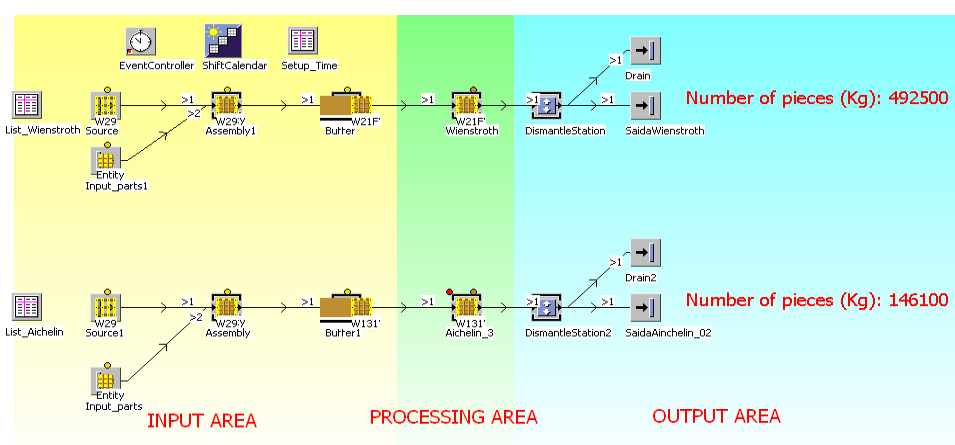 EventController
ShiftCalendar
Setup_Time
>1
Drain
List_Wienstroth
W29
Source
>1
>2
W29:y
Assembly1
>1
W21F'
Buffer
>1
W21F'
Wienstroth
>1
DismantleStation
>1
SaidaWienstroth
Number of pieces (Kg): 492500
Entity
Input_parts1
>1
Drain2
List_Aichelin
W29
Source1
>1
>2
W29:y
Assembly
>1
W131'
Buffer1
>1
W131'
Aichelin_3
>1
DismantleStation2
>1
SaidaAinchelin_02
Number of pieces (Kg): 146100
Entity
Input_parts
INPUT AREA
PROCESSING AREA
OUTPUT AREA